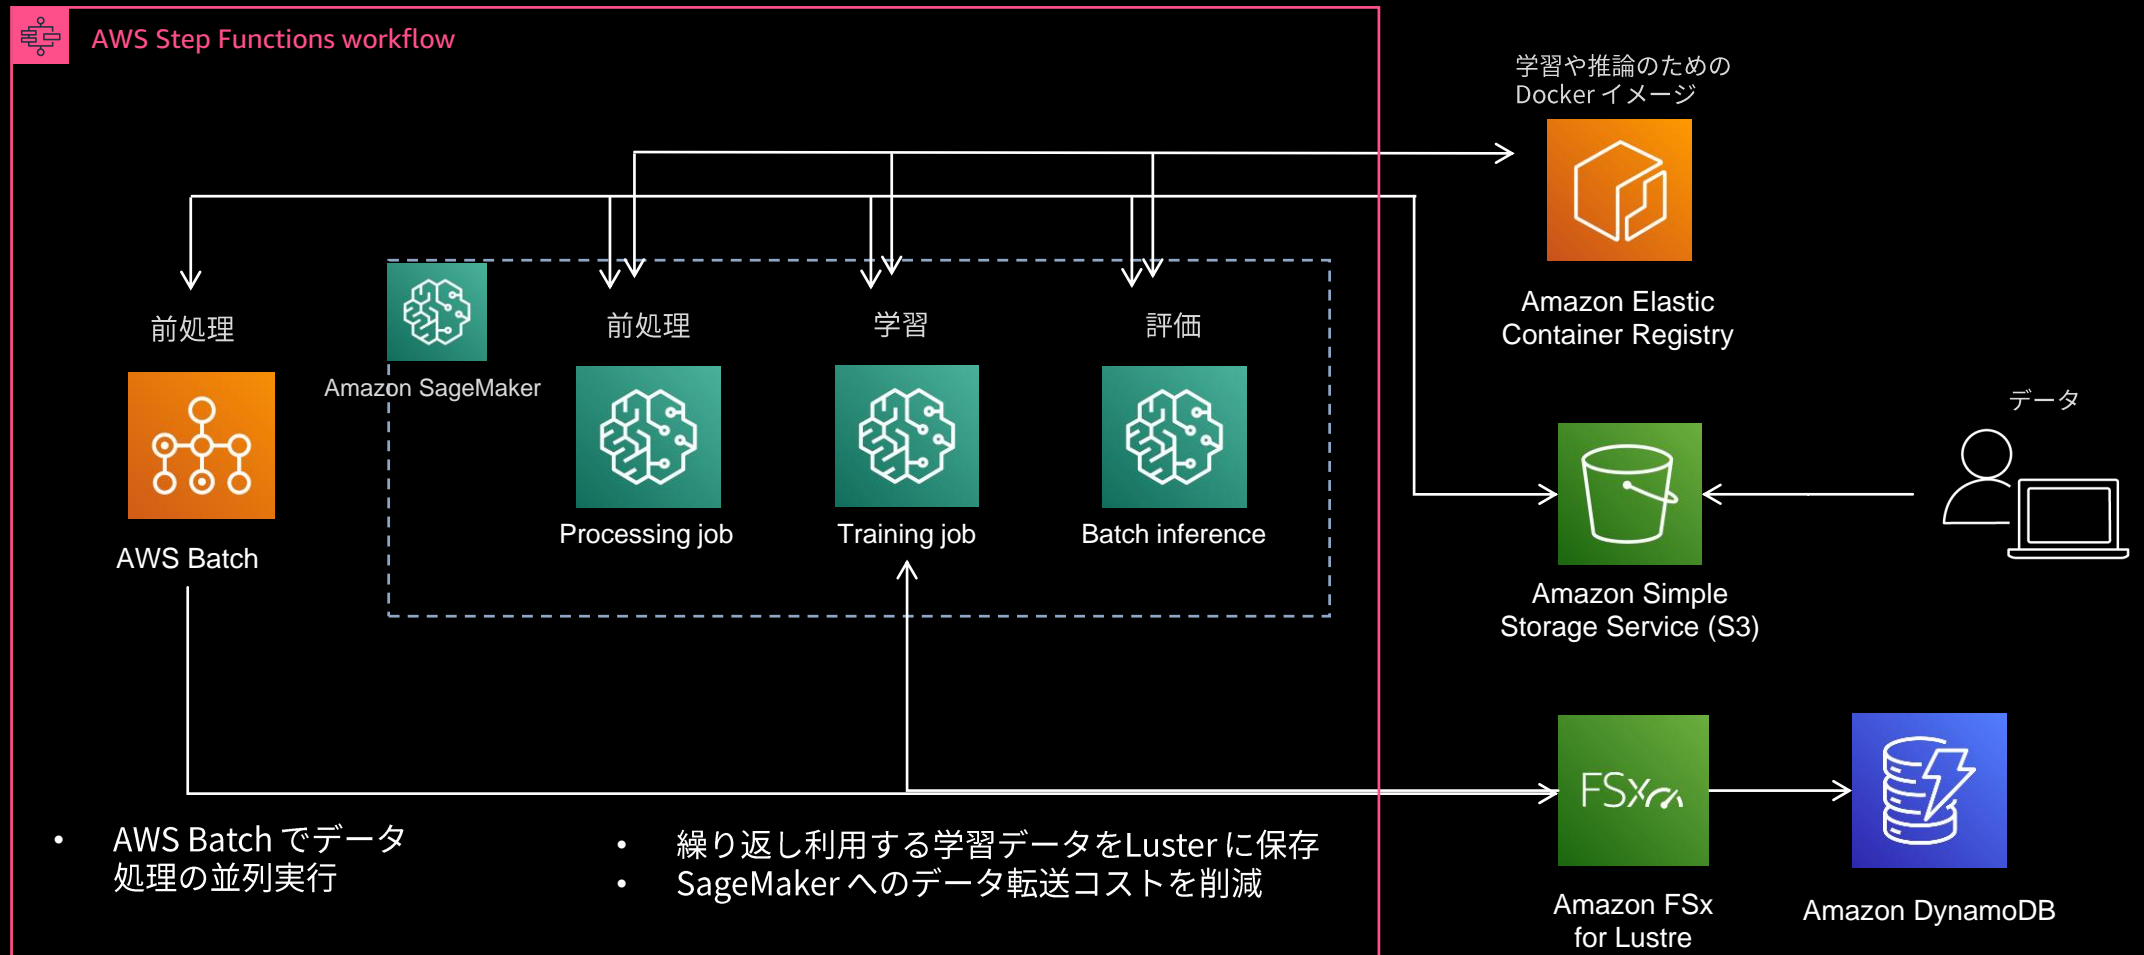 AWS Step Functions workflow
学習や推論のための
Docker イメージ
Amazon Elastic
Container Registry
前処理
Amazon SageMaker
前処理
学習
評価
AWS Batch
Processing job
Training job
Batch inference
データ
Amazon Simple
Storage Service (S3)
FSx
• AWS Batch でデータ
処理の並列実行
• 繰り返し利用する学習データをLuster に保存
• SageMaker へのデータ転送コストを削減
Amazon FSx
for Lustre
Amazon DynamoDB